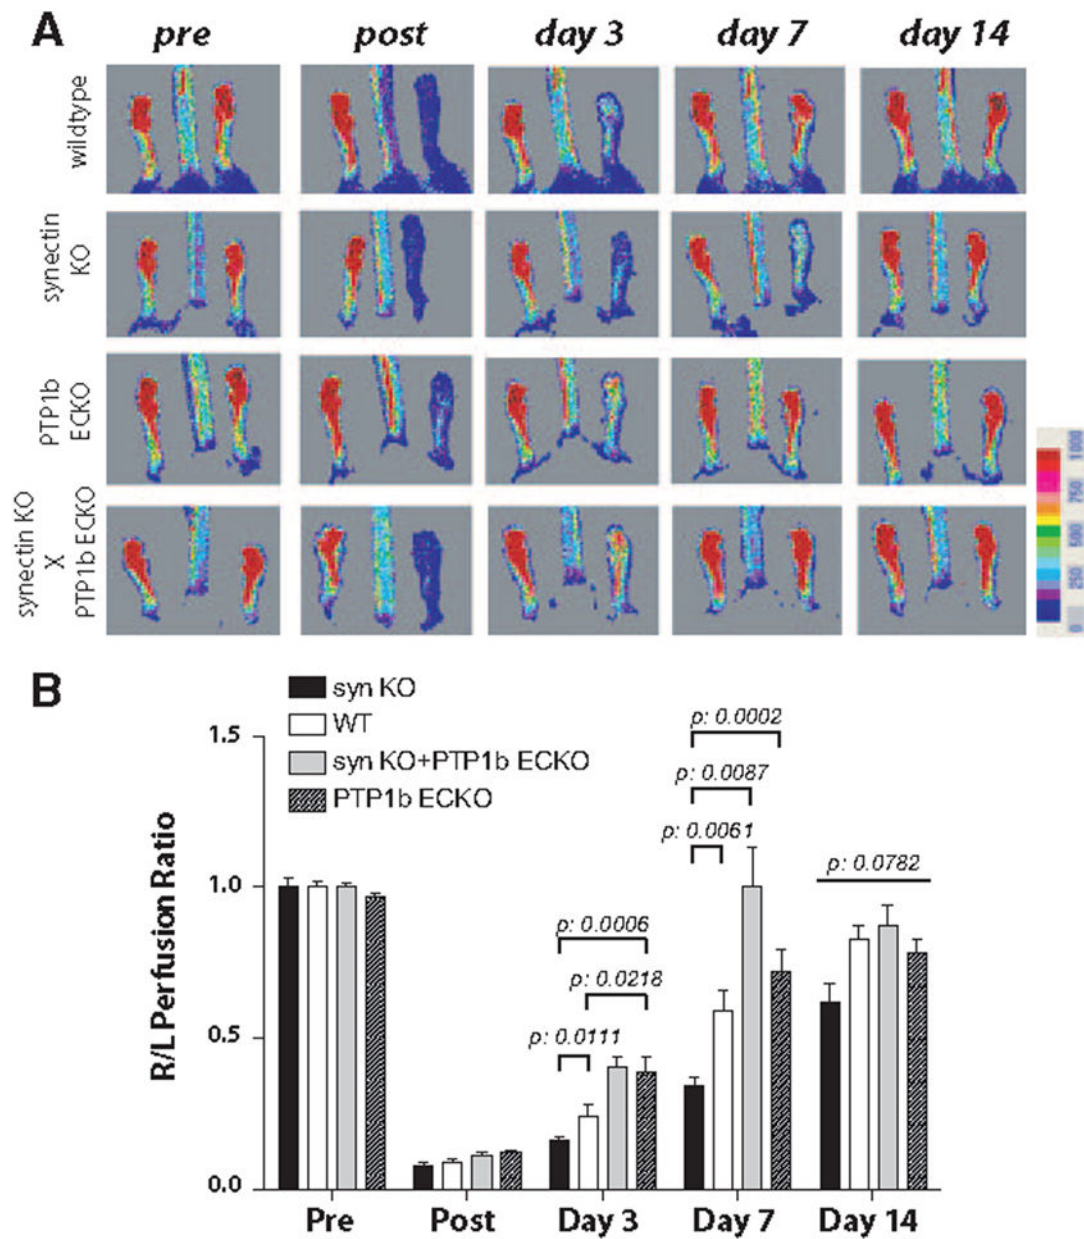 A
pre post day 3 day 7 day 14
wildtype
synectin
KO
PTP1b
ECKO
synectin KO
X
PTP1b ECKO
1000
750
500
250
0
B
syn KO
WT
syn KO+PTP1b ECKO
PTP1b ECKO
R/L Perfusion Ratio
1.5
1.0
0.5
0.0
p: 0.0002
p: 0.0087
p: 0.0061
p: 0.0782
p: 0.0006
p: 0.0218
p: 0.0111
Pre Post Day 3 Day 7 Day 14